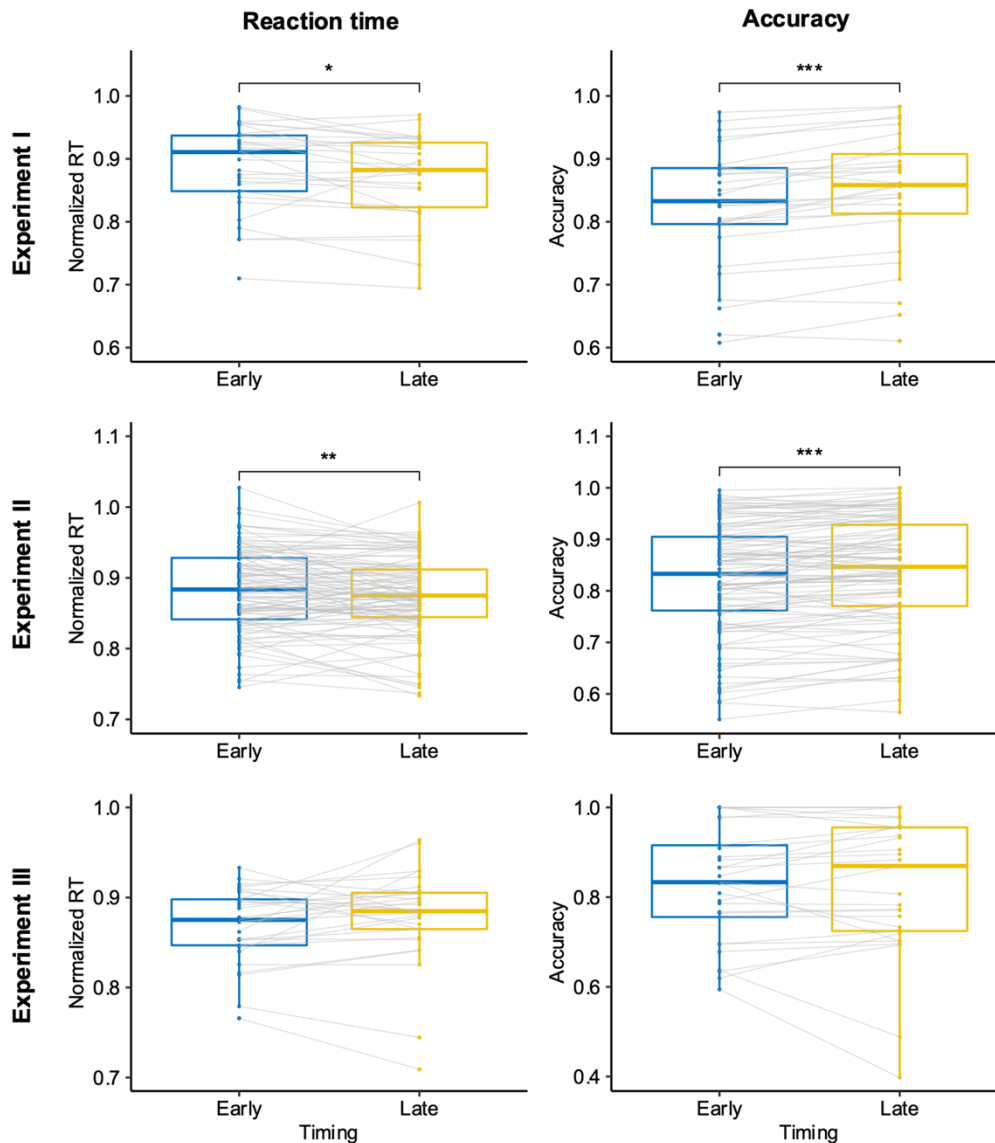 Reaction time
Accuracy
Experiment I
Normalized RT
1.0
0.9
0.8
0.7
0.6
*
Early
Late
Accuracy
1.0
0.9
0.8
0.7
0.6
***
Early
Late
Experiment II
Normalized RT
1.1
1.0
0.9
0.8
0.7
**
Early
Late
Accuracy
1.1
1.0
0.9
0.8
0.7
0.6
***
Early
Late
Experiment III
Normalized RT
1.0
0.9
0.8
0.7
Early
Late
Timing
Accuracy
1.0
0.8
0.6
0.4
Early
Late
Timing